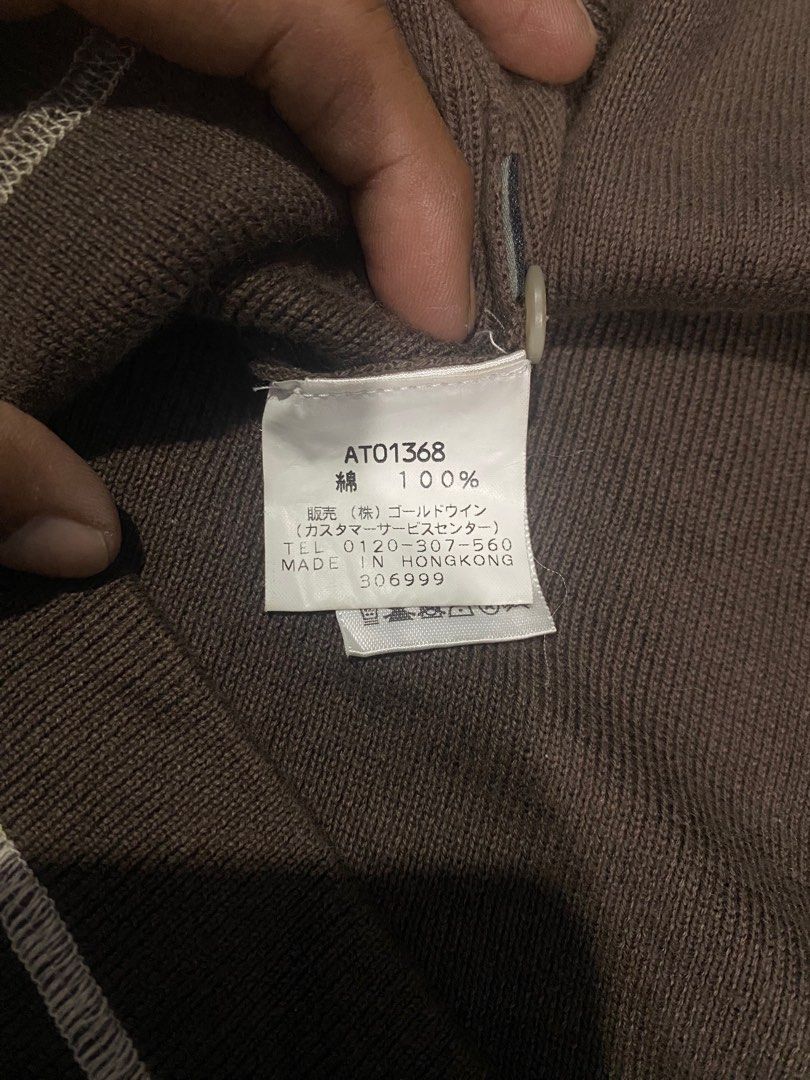 AT01368
綿　100%
販売（株）ゴールドウイン
（カスタマーサービスセンター）
TEL 0120-307-560
MADE IN HONGKONG
306999